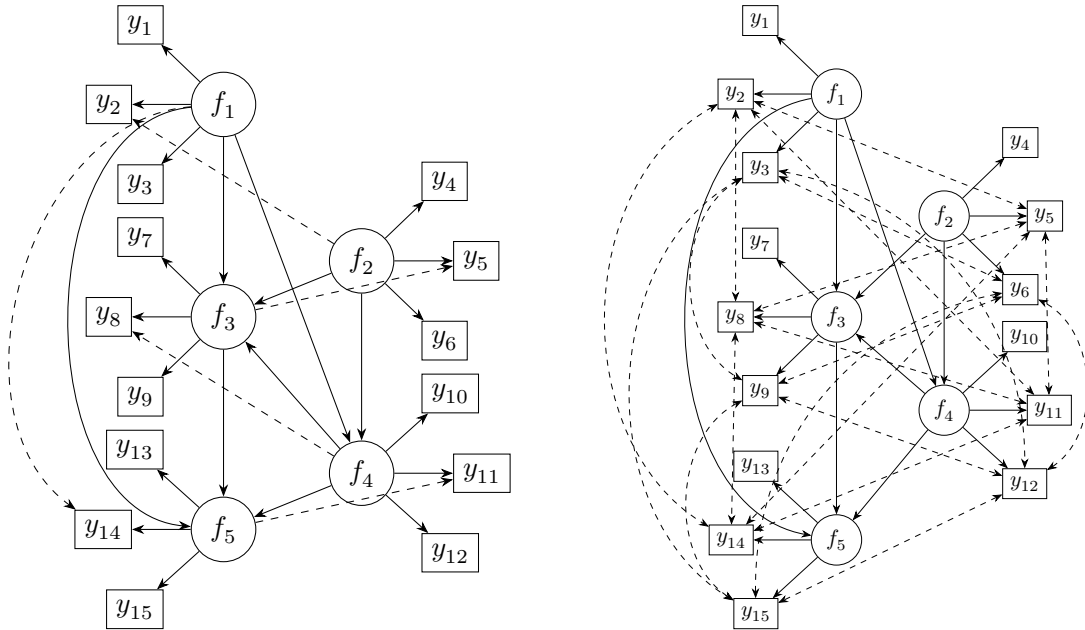 y₁
y₂
f₁
y₃
y₄
y₇
f₂
y₅
y₈
f₃
y₆
y₉
y₁₀
y₁₃
f₄
y₁₁
y₁₄
f₅
y₁₂
y₁₅
y₁
y₂
f₁
y₃
y₄
f₂
y₅
y₇
y₆
y₈
f₃
y₁₀
y₉
f₄
y₁₁
y₁₃
y₁₂
y₁₄
f₅
y₁₅